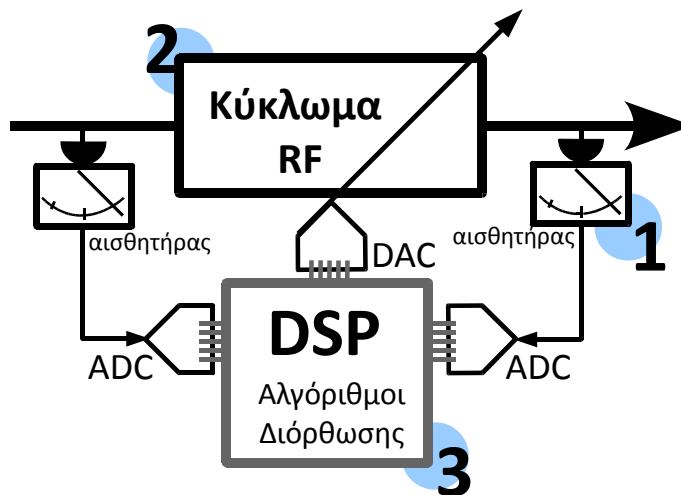 2
Κύκλωμα
RF
αισθητήρας
αισθητήρας
1
DAC
ADC
DSP
ADC
Αλγόριθμοι
Διόρθωσης
3